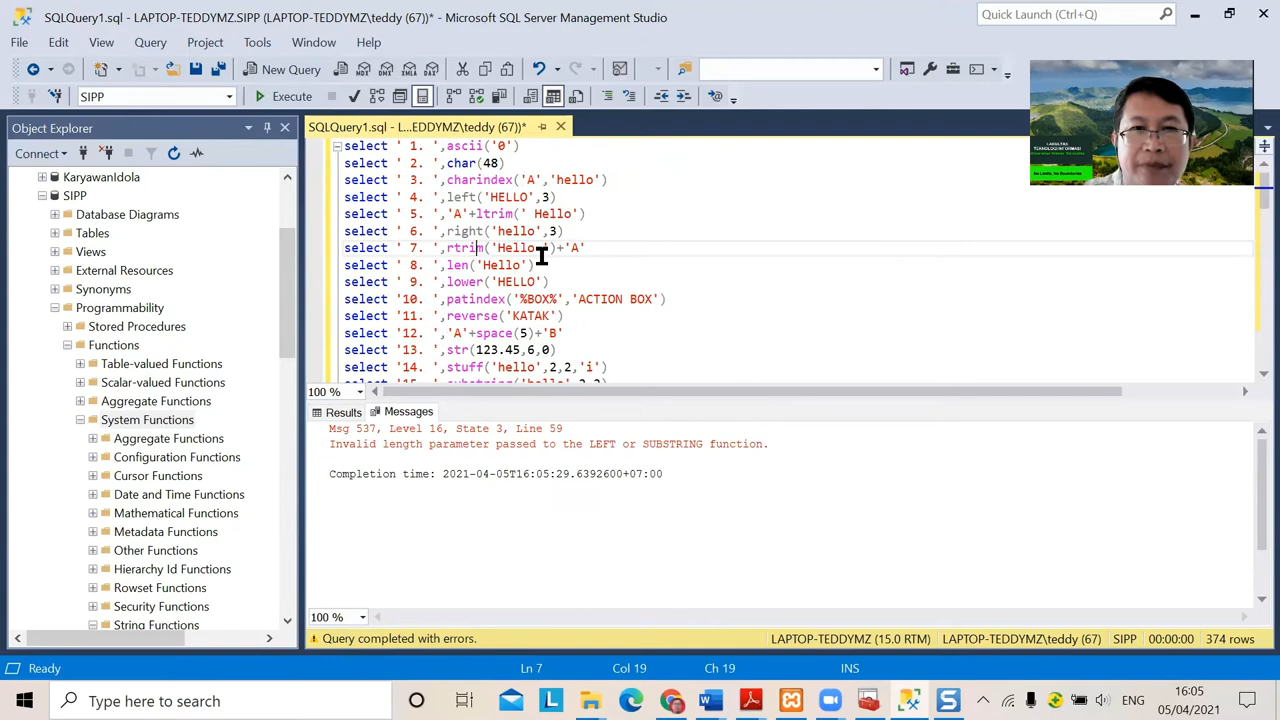 SQLQuery1.sql - LAPTOP-TEDDYMZ.SIPP (LAPTOP-TEDDYMZ\teddy (67))* - Microsoft SQL Server Management Studio
Quick Launch (Ctrl+Q)
File Edit View Query Project Tools Window Help
New Query
MDX DMX XMLA DAX
SIPP
Execute
Object Explorer
SQLQuery1.sql - L...EDDYMZ\teddy (67))*
Connect
KaryawanIdola
SIPP
Database Diagrams
Tables
Views
External Resources
Synonyms
Programmability
Stored Procedures
Functions
Table-valued Functions
Scalar-valued Functions
Aggregate Functions
System Functions
Aggregate Functions
Configuration Functions
Cursor Functions
Date and Time Functions
Mathematical Functions
Metadata Functions
Other Functions
Hierarchy Id Functions
Rowset Functions
Security Functions
String Functions
select ' 1. ',ascii('0')
select ' 2. ',char(48)
select ' 3. ',charindex('A','hello')
select ' 4. ',left('HELLO',3)
select ' 5. ','A'+ltrim(' Hello')
select ' 6. ',right('hello',3)
select ' 7. ',rtrim('Hello ')+'A'
select ' 8. ',len('Hello')
select ' 9. ',lower('HELLO')
select '10. ',patindex('%BOX%','ACTION BOX')
select '11. ',reverse('KATAK')
select '12. ','A'+space(5)+'B'
select '13. ',str(123.45,6,0)
select '14. ',stuff('hello',2,2,'i')
100 %
Results Messages
Msg 537, Level 16, State 3, Line 59
Invalid length parameter passed to the LEFT or SUBSTRING function.
Completion time: 2021-04-05T16:05:29.6392600+07:00
100 %
Query completed with errors.
LAPTOP-TEDDYMZ (15.0 RTM) LAPTOP-TEDDYMZ\teddy (67) SIPP 00:00:00 374 rows
Ready
Ln 7 Col 19 Ch 19 INS
Type here to search
ENG
16:05
05/04/2021
FAKULTAS
TEKNOLOGI INFORMASI
No Limits, No Boundaries